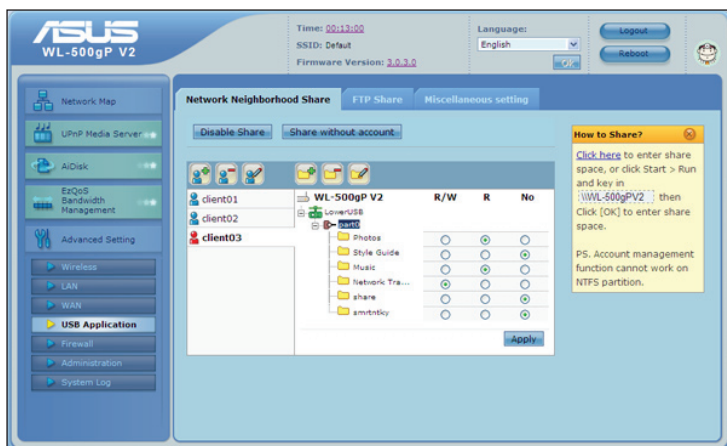 ASUS
WL-500gP V2
Time: 00:13:00
SSID: Default
Firmware Version: 3.0.3.0
Language:
English
OK
Logout
Reboot
Network Map
UPnP Media Server
AiDisk
EzQoS
Bandwidth
Management
Advanced Setting
Wireless
LAN
WAN
USB Application
Firewall
Administration
System Log
Network Neighborhood Share
FTP Share
Miscellaneous setting
Disable Share
Share without account
client01
client02
client03
WL-500gP V2 R/W R No
LowerUSB
part0
Photos
Style Guide
Music
Network Tra...
share
smrtntky
Apply
How to Share?
Click here to enter share
space, or click Start > Run
and key in
\\WL-500gPV2 then
Click [OK] to enter share
space.
PS. Account management
function cannot work on
NTFS partition.